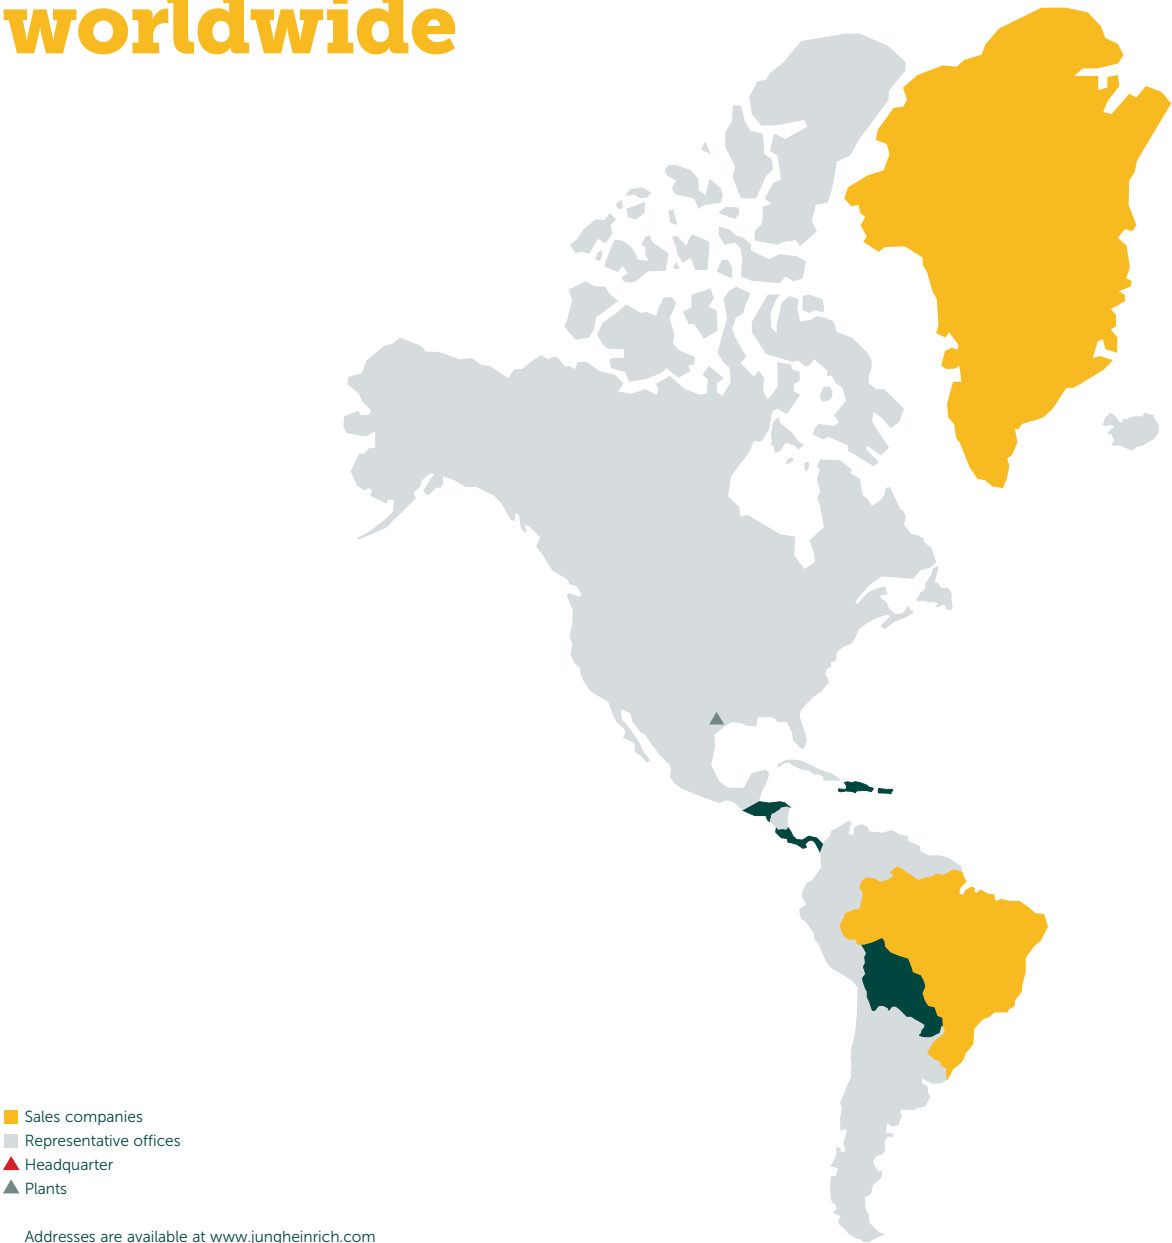 worldwide
Sales companies
Representative offices
Headquarter
Plants
Addresses are available at www.jungheinrich.com